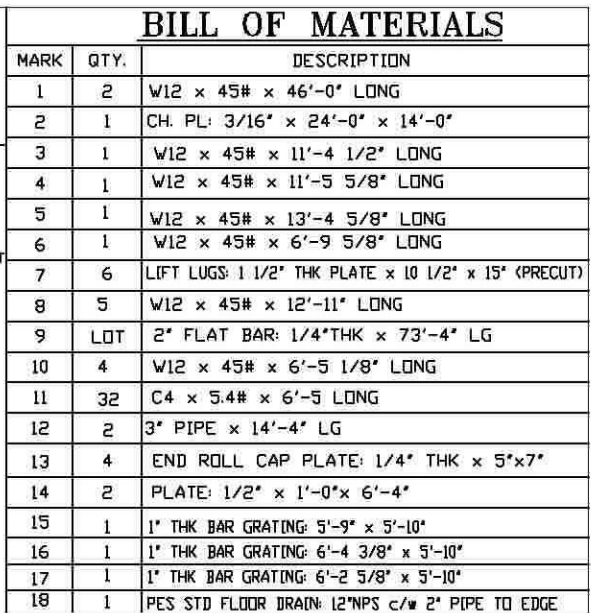 BILL OF MATERIALS
MARK QTY. DESCRIPTION
1 2 W12 x 45# x 46'-0" LONG
2 1 CH. PL: 3/16" x 24'-0" x 14'-0"
3 1 W12 x 45# x 11'-4 1/2" LONG
4 1 W12 x 45# x 11'-5 5/8" LONG
5 1 W12 x 45# x 13'-4 5/8" LONG
6 1 W12 x 45# x 6'-9 5/8" LONG
7 6 LIFT LUGS: 1 1/2" THK PLATE x 10 1/2" x 15" (PRECUT)
8 5 W12 x 45# x 12'-11" LONG
9 LOT 2" FLAT BAR: 1/4"THK x 73'-4" LG
10 4 W12 x 45# x 6'-5 1/8" LONG
11 32 C4 x 5.4# x 6'-5 LONG
12 2 3" PIPE x 14'-4" LG
13 4 END ROLL CAP PLATE: 1/4" THK x 5"x7"
14 2 PLATE: 1/2" x 1'-0"x 6'-4"
15 1 1" THK BAR GRATING: 5'-9" x 5'-10"
16 1 1" THK BAR GRATING: 6'-4 3/8" x 5'-10"
17 1 1" THK BAR GRATING: 6'-2 5/8" x 5'-10"
18 1 PES STD FLOOR DRAIN: 12"NPS c/w 2" PIPE TO EDGE